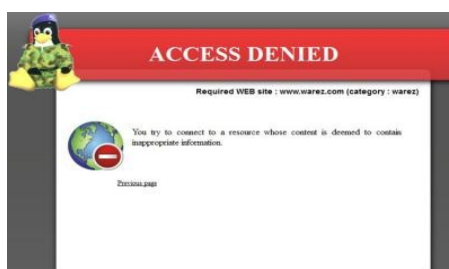 ACCESS DENIED
Required WEB site : www.warez.com (category : warez)
You try to connect to a resource whose content is deemed to contain
inappropriate information.
Previous page